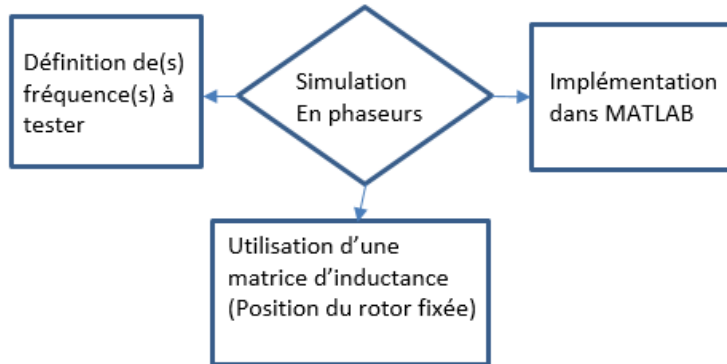 Définition de(s)
fréquence(s) à
tester
Simulation
En phaseurs
Implémentation
dans MATLAB
Utilisation d'une
matrice d'inductance
(Position du rotor fixée)